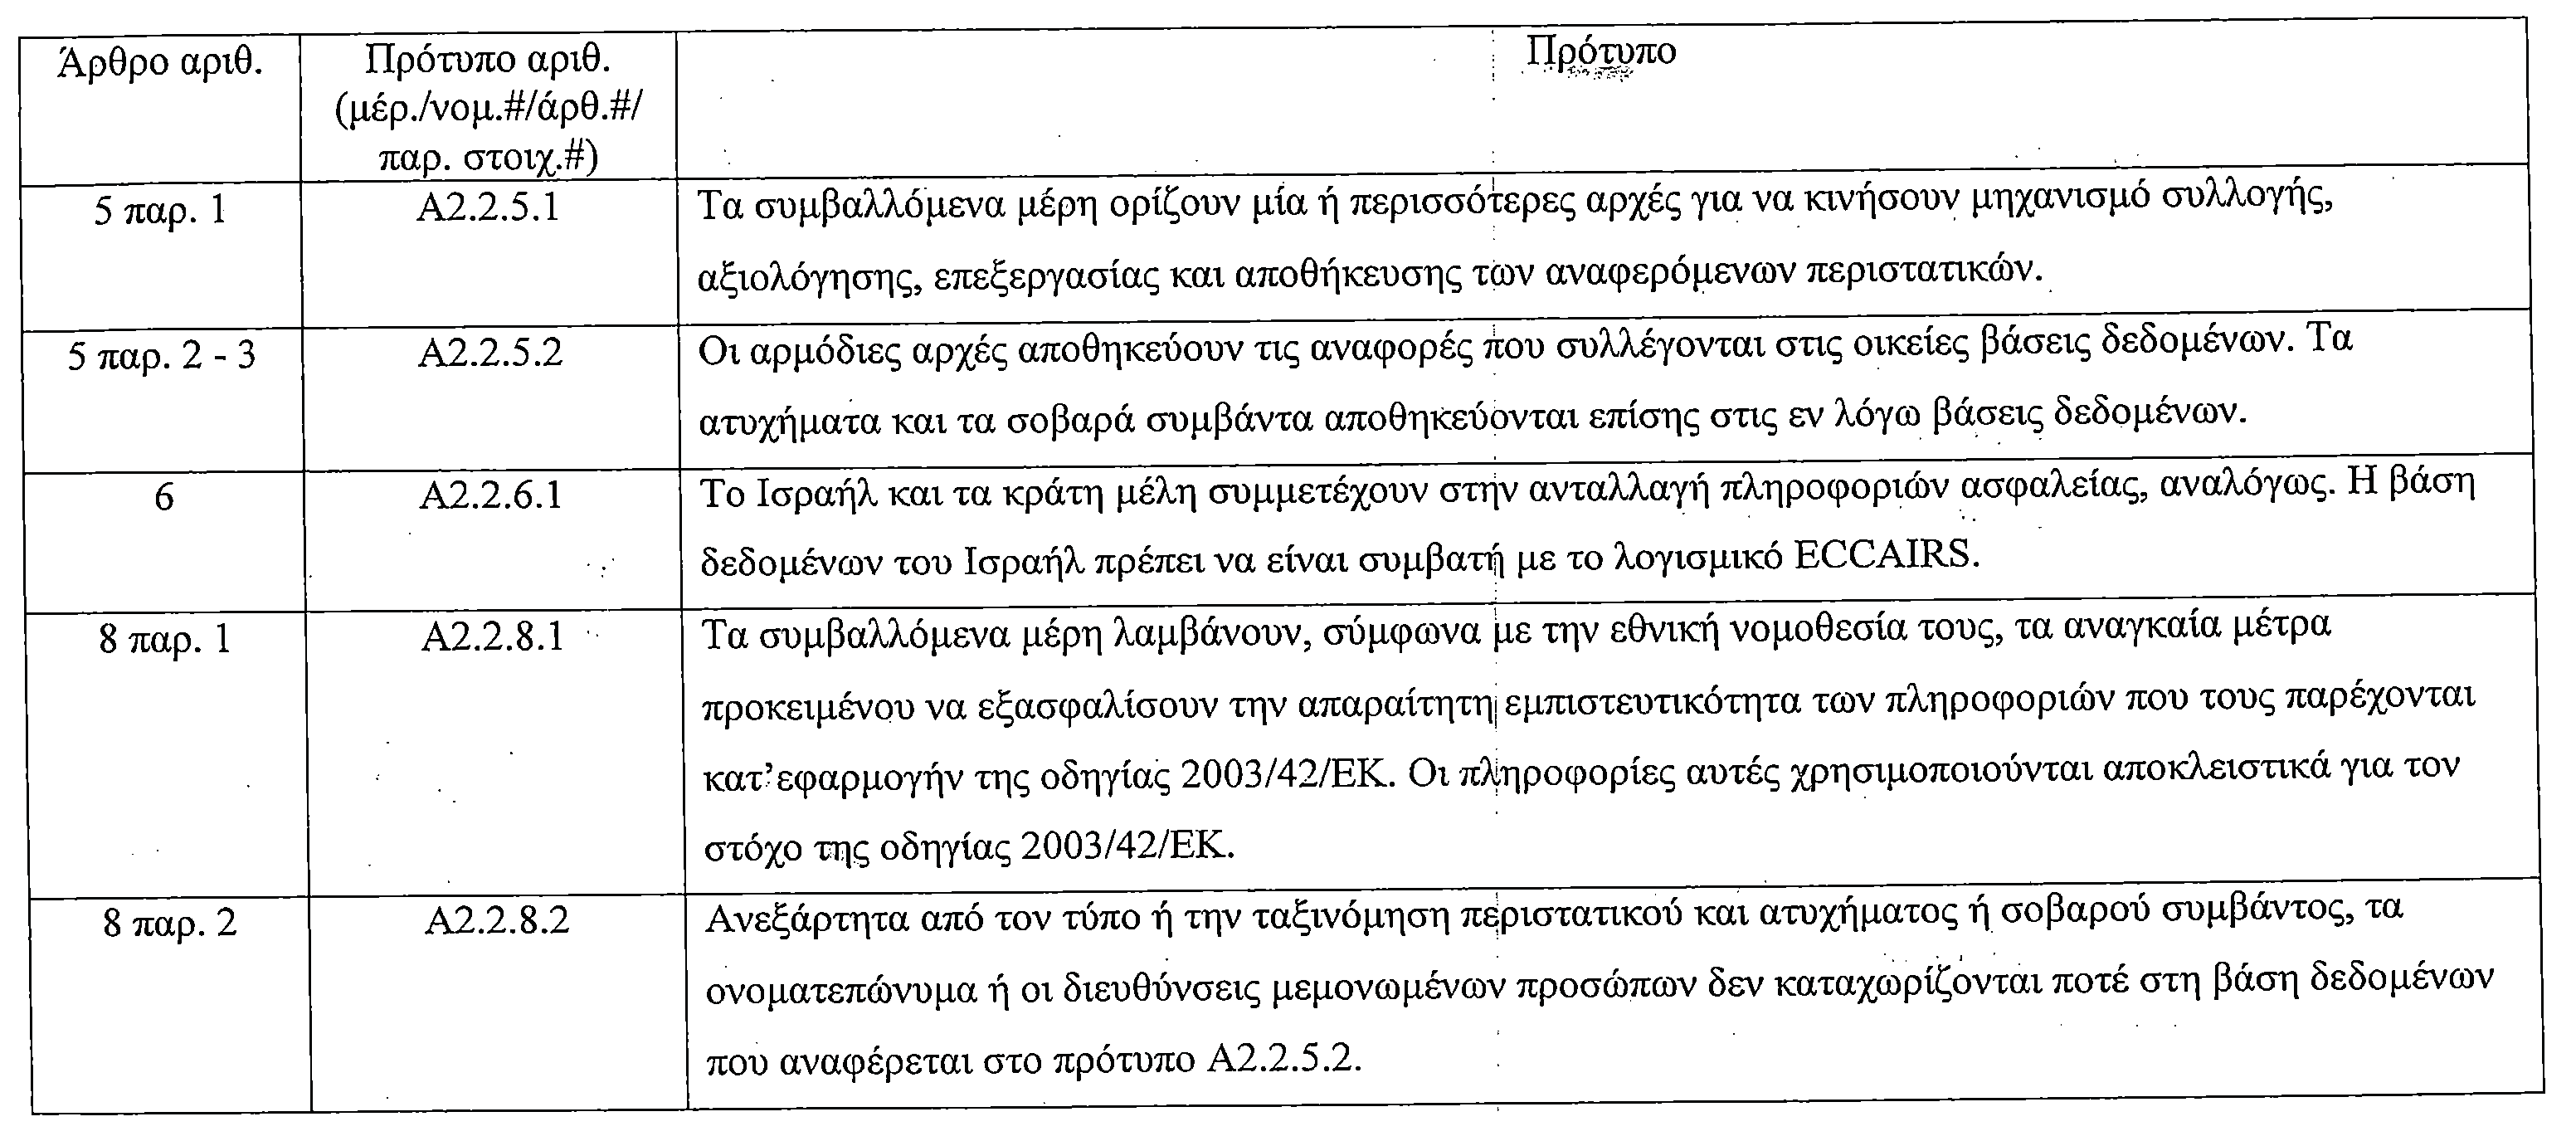 Άρθρο αριθ.
Πρότυπο αριθ.
(μέρ./νομ.#/άρθ.#/
παρ. στοιχ.#)
Πρότυπο
5 παρ. 1
Α2.2.5.1
Τα συμβαλλόμενα μέρη ορίζουν μία ή περισσότερες αρχές για να κινήσουν μηχανισμό συλλογής,
αξιολόγησης, επεξεργασίας και αποθήκευσης των αναφερόμενων περιστατικών.
5 παρ. 2 - 3
Α2.2.5.2
Οι αρμόδιες αρχές αποθηκεύουν τις αναφορές που συλλέγονται στις οικείες βάσεις δεδομένων. Τα
ατυχήματα και τα σοβαρά συμβάντα αποθηκεύονται επίσης στις εν λόγω βάσεις δεδομένων.
6
Α2.2.6.1
Το Ισραήλ και τα κράτη μέλη συμμετέχουν στην ανταλλαγή πληροφοριών ασφαλείας, αναλόγως. Η βάση
δεδομένων του Ισραήλ πρέπει να είναι συμβατή με το λογισμικό ECCAIRS.
8 παρ. 1
Α2.2.8.1
Τα συμβαλλόμενα μέρη λαμβάνουν, σύμφωνα με την εθνική νομοθεσία τους, τα αναγκαία μέτρα
προκειμένου να εξασφαλίσουν την απαραίτητη εμπιστευτικότητα των πληροφοριών που τους παρέχονται
κατ’εφαρμογήν της οδηγίας 2003/42/ΕΚ. Οι πληροφορίες αυτές χρησιμοποιούνται αποκλειστικά για τον
στόχο της οδηγίας 2003/42/ΕΚ.
8 παρ. 2
Α2.2.8.2
Ανεξάρτητα από τον τύπο ή την ταξινόμηση περιστατικού και ατυχήματος ή σοβαρού συμβάντος, τα
ονοματεπώνυμα ή οι διευθύνσεις μεμονωμένων προσώπων δεν καταχωρίζονται ποτέ στη βάση δεδομένων
που αναφέρεται στο πρότυπο Α2.2.5.2.